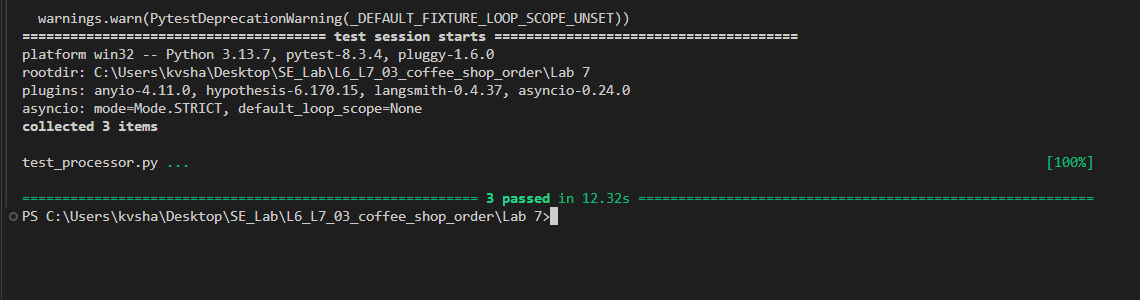 warnings.warn(PytestDeprecationWarning(_DEFAULT_FIXTURE_LOOP_SCOPE_UNSET))
======================================= test session starts ======================================
platform win32 -- Python 3.13.7, pytest-8.3.4, pluggy-1.6.0
rootdir: C:\Users\kvsha\Desktop\SE_Lab\L6_L7_03_coffee_shop_order\Lab 7
plugins: anyio-4.11.0, hypothesis-6.170.15, langsmith-0.4.37, asyncio-0.24.0
asyncio: mode=Mode.STRICT, default_loop_scope=None
collected 3 items
test_processor.py ... [100%]
========================================================= 3 passed in 12.32s =========================================================
PS C:\Users\kvsha\Desktop\SE_Lab\L6_L7_03_coffee_shop_order\Lab 7>